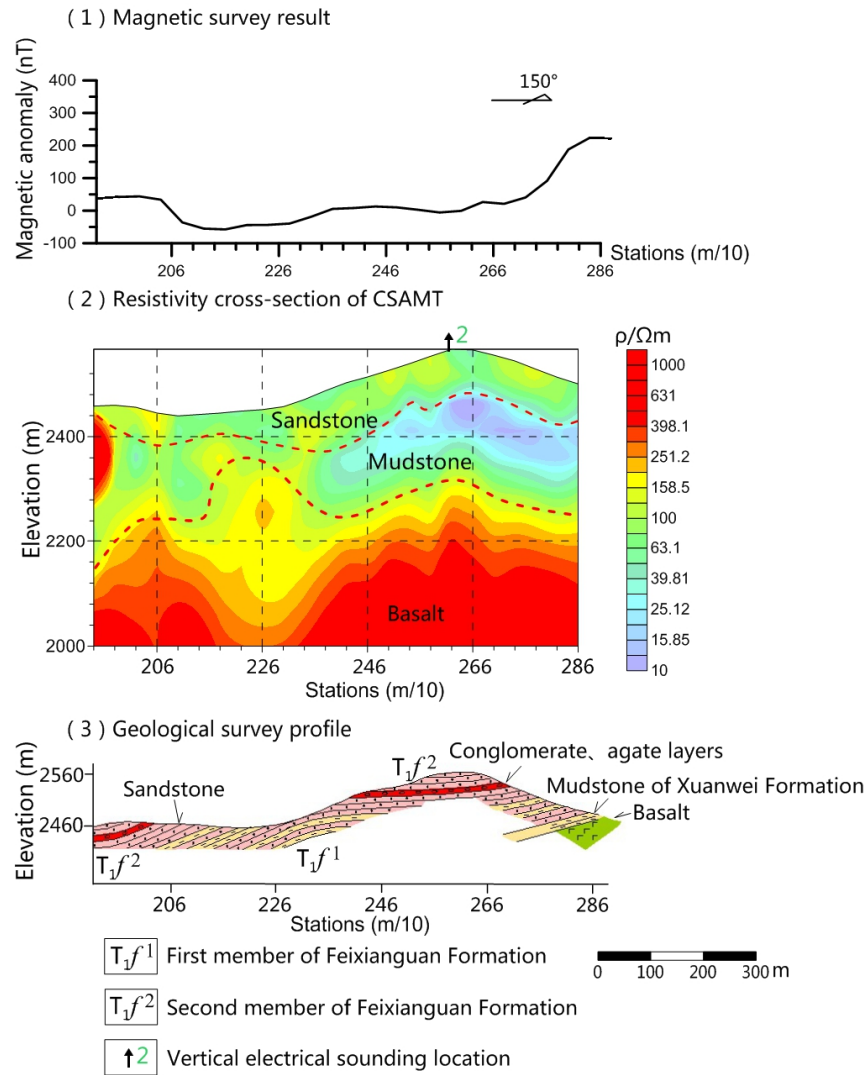 ( 1 ) Magnetic survey result
Magnetic anomaly (nT)
400
300
200
100
0
-100
150°
206
226
246
266
286
Stations (m/10)
( 2 ) Resistivity cross-section of CSAMT
2
ρ/Ωm
Elevation (m)
2400
2200
2000
Sandstone
Mudstone
Basalt
206
226
246
266
286
Stations (m/10)
1000
631
398.1
251.2
158.5
100
63.1
39.81
25.12
15.85
10
( 3 ) Geological survey profile
Elevation (m)
2560
2460
Sandstone
T₁f²
Conglomerate、agate layers
Mudstone of Xuanwei Formation
Basalt
T₁f²
T₁f¹
206
226
246
266
286
Stations (m/10)
T₁f¹ First member of Feixianguan Formation
0 100 200 300 m
T₁f² Second member of Feixianguan Formation
2 Vertical electrical sounding location